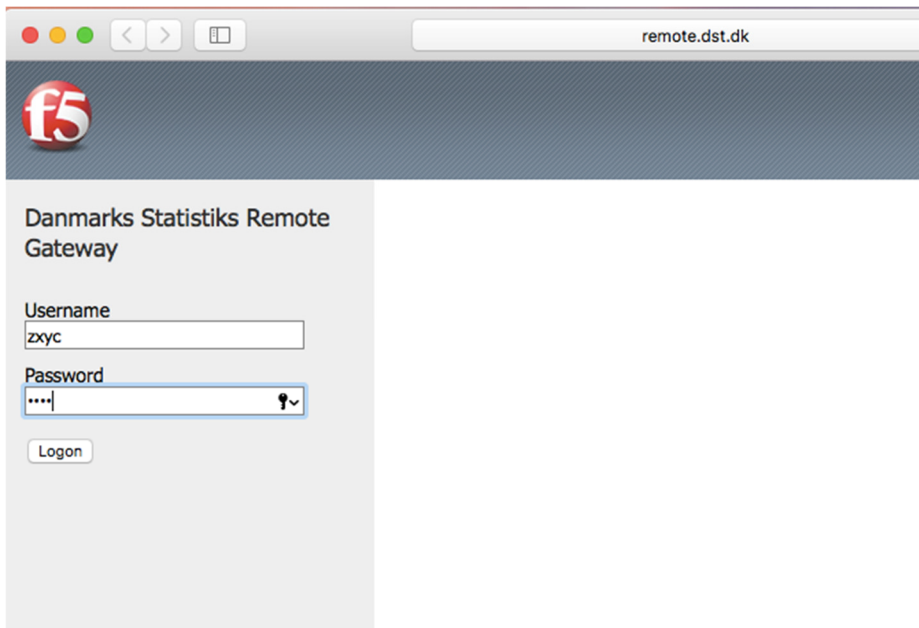 remote.dst.dk
f5
Danmarks Statistiks Remote
Gateway
Username
zxyc
Password
••••
Logon